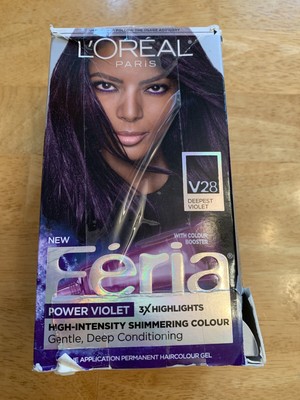 L'ORÉAL
PARIS
V28
DEEPEST
VIOLET
WITH COLOUR
BOOSTER
NEW
Féria
POWER VIOLET
3X HIGHLIGHTS
HIGH-INTENSITY SHIMMERING COLOUR
Gentle, Deep Conditioning
APPLICATION PERMANENT HAIRCOLOUR GEL